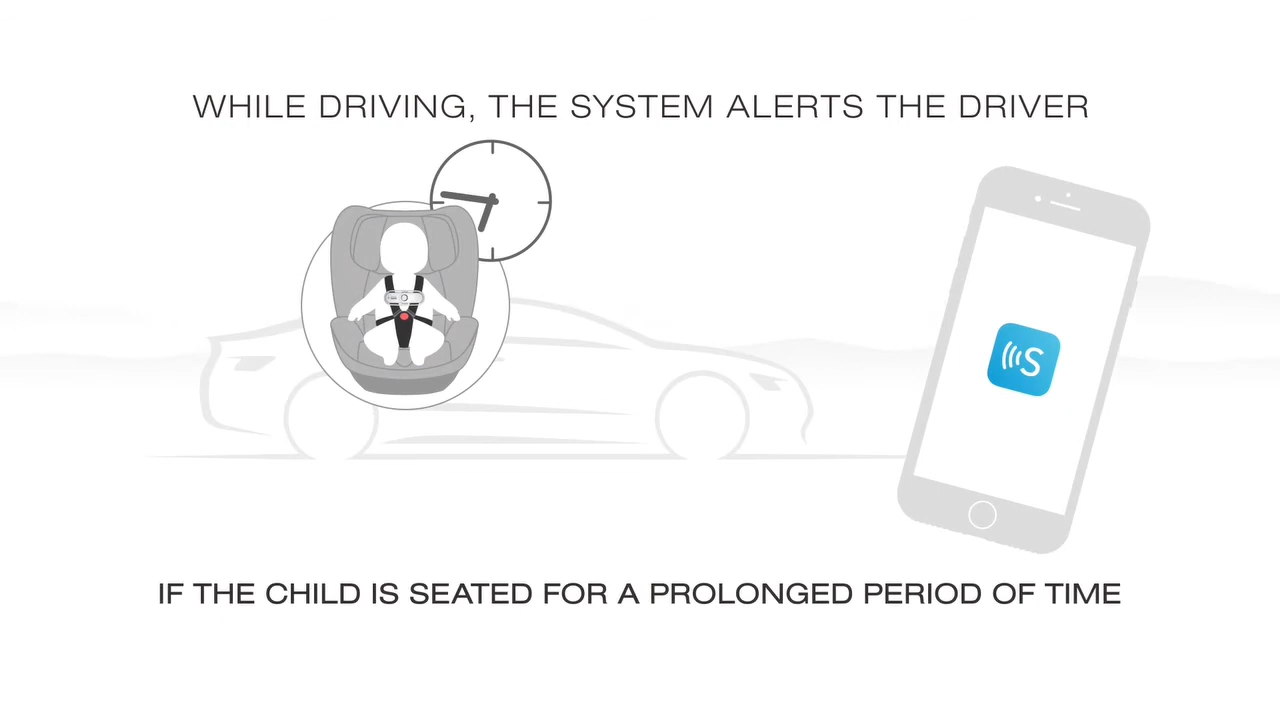 WHILE DRIVING, THE SYSTEM ALERTS THE DRIVER
S
IF THE CHILD IS SEATED FOR A PROLONGED PERIOD OF TIME